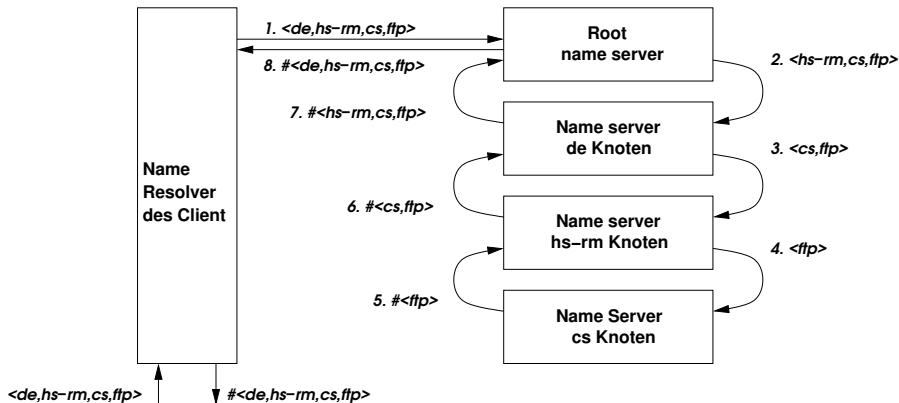 1. <de,hs−rm,cs,ftp>
8. #<de,hs−rm,cs,ftp>
Root
name server
2. <hs−rm,cs,ftp>
7. #<hs−rm,cs,ftp>
Name server
de Knoten
3. <cs,ftp>
Name
Resolver
des Client
6. #<cs,ftp>
Name server
hs−rm Knoten
4. <ftp>
5. #<ftp>
Name Server
cs Knoten
<de,hs−rm,cs,ftp>
#<de,hs−rm,cs,ftp>